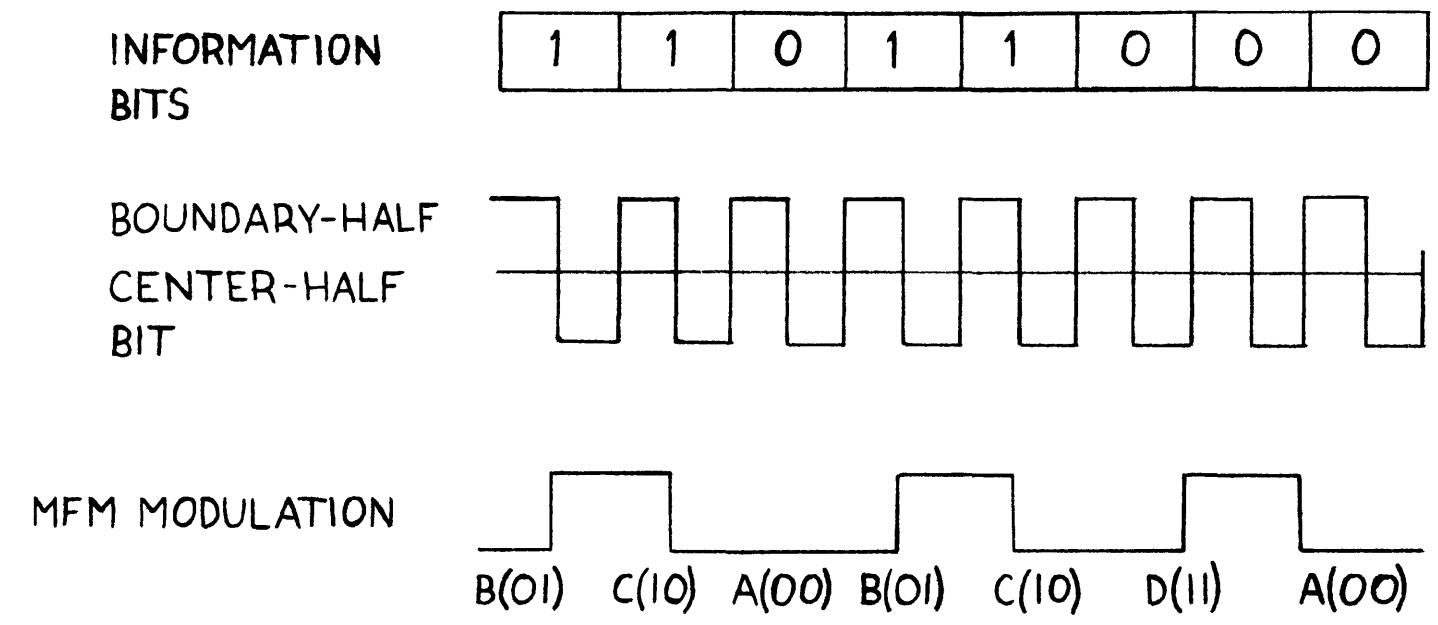 INFORMATION
BITS
1 1 0 1 1 0 0 0
BOUNDARY-HALF
CENTER-HALF
BIT
MFM MODULATION
B(01) C(10) A(00) B(01) C(10) D(11) A(00)